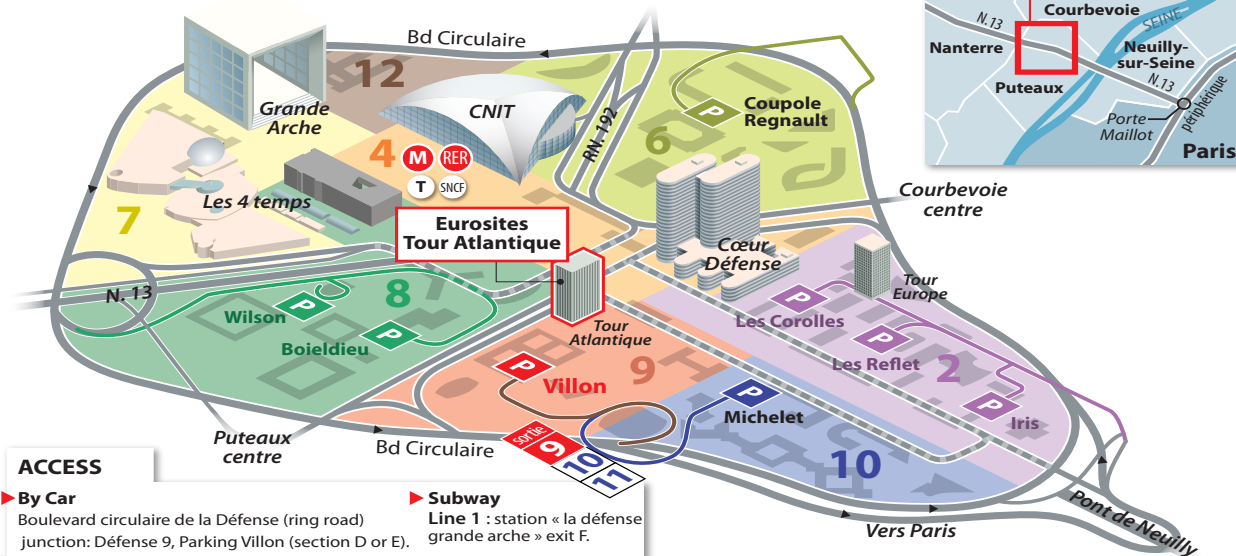 Bd Circulaire
12
Grande
Arche
CNIT
RN. 192
P
Coupole
Regnault
6
4
M
RER
T
SNCF
Les 4 temps
7
Eurosites
Tour Atlantique
Cœur
Défense
Courbevoie
centre
Tour
Europe
N. 13
8
P
Wilson
P
Boieldieu
Tour
Atlantique
P
Les Corolles
P
Les Reflet
2
P
Iris
P
Villon
9
P
Michelet
10
Puteaux
centre
Bd Circulaire
sortie
9
10
11
Vers Paris
Pont de Neuilly
Courbevoie
N.13
SEINE
Nanterre
Neuilly-
sur-Seine
Puteaux
N.13
Porte
Maillot
périphérique
Paris
ACCESS
By Car
Boulevard circulaire de la Défense (ring road)
junction: Défense 9, Parking Villon (section D or E).
Subway
Line 1 : station « la défense
grande arche » exit F.